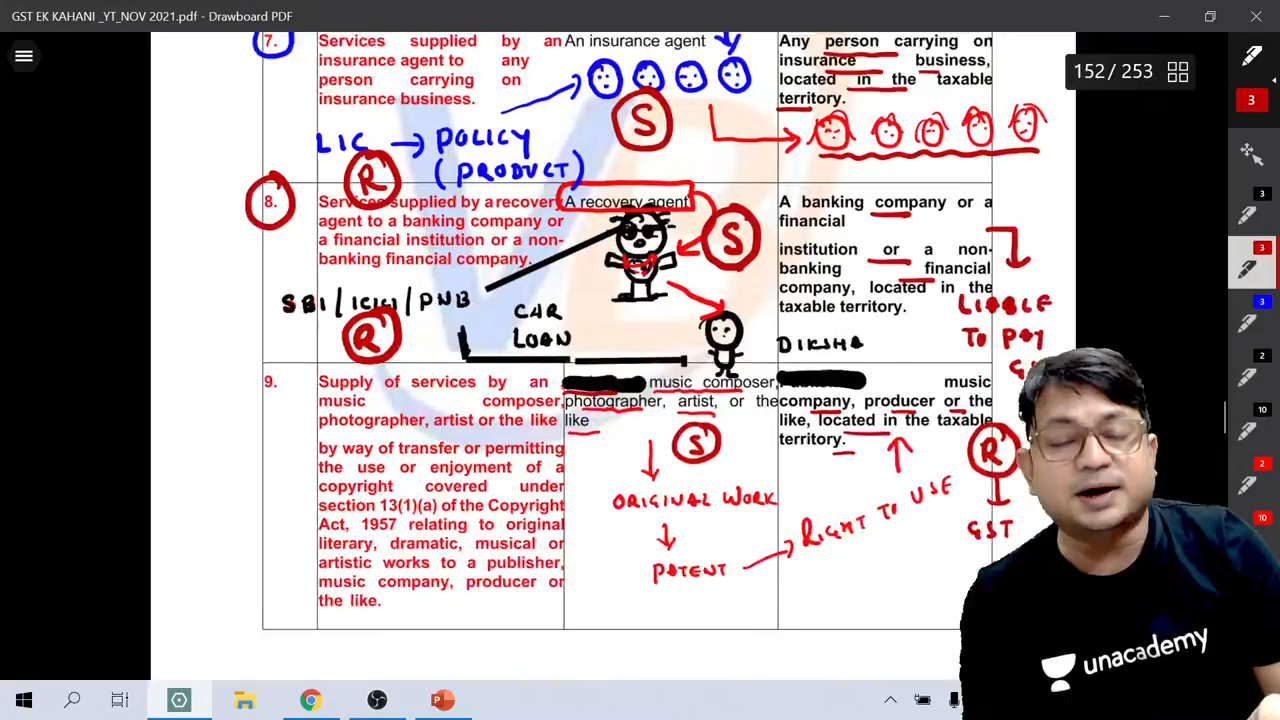 GST EK KAHANI _YT_NOV 2021.pdf - Drawboard PDF
152 / 253
7.
Services supplied by an
insurance agent to any
person carrying on
insurance business.
An insurance agent
Any person carrying on
insurance business,
located in the taxable
territory.
S
LIC → POLICY
(PRODUCT)
R
8.
Services supplied by a recovery
agent to a banking company or
a financial institution or a non-
banking financial company.
A recovery agent
S
A banking company or a
financial
institution or a non-
banking financial
company, located in the
taxable territory.
SBI / ICICI / PNB
R
CAR
LOAN
DIKSHA
LIABLE
TO PAY
9.
Supply of services by an
music composer,
photographer, artist or the like
by way of transfer or permitting
the use or enjoyment of a
copyright covered under
section 13(1)(a) of the Copyright
Act, 1957 relating to original
literary, dramatic, musical or
artistic works to a publisher,
music company, producer or
the like.
music composer,
photographer, artist, or the
like
S
ORIGINAL WORK
PATENT
RIGHT TO USE
music
company, producer or the
like, located in the taxable
territory.
R
GST
3
3
3
3
2
10
2
10
unacademy